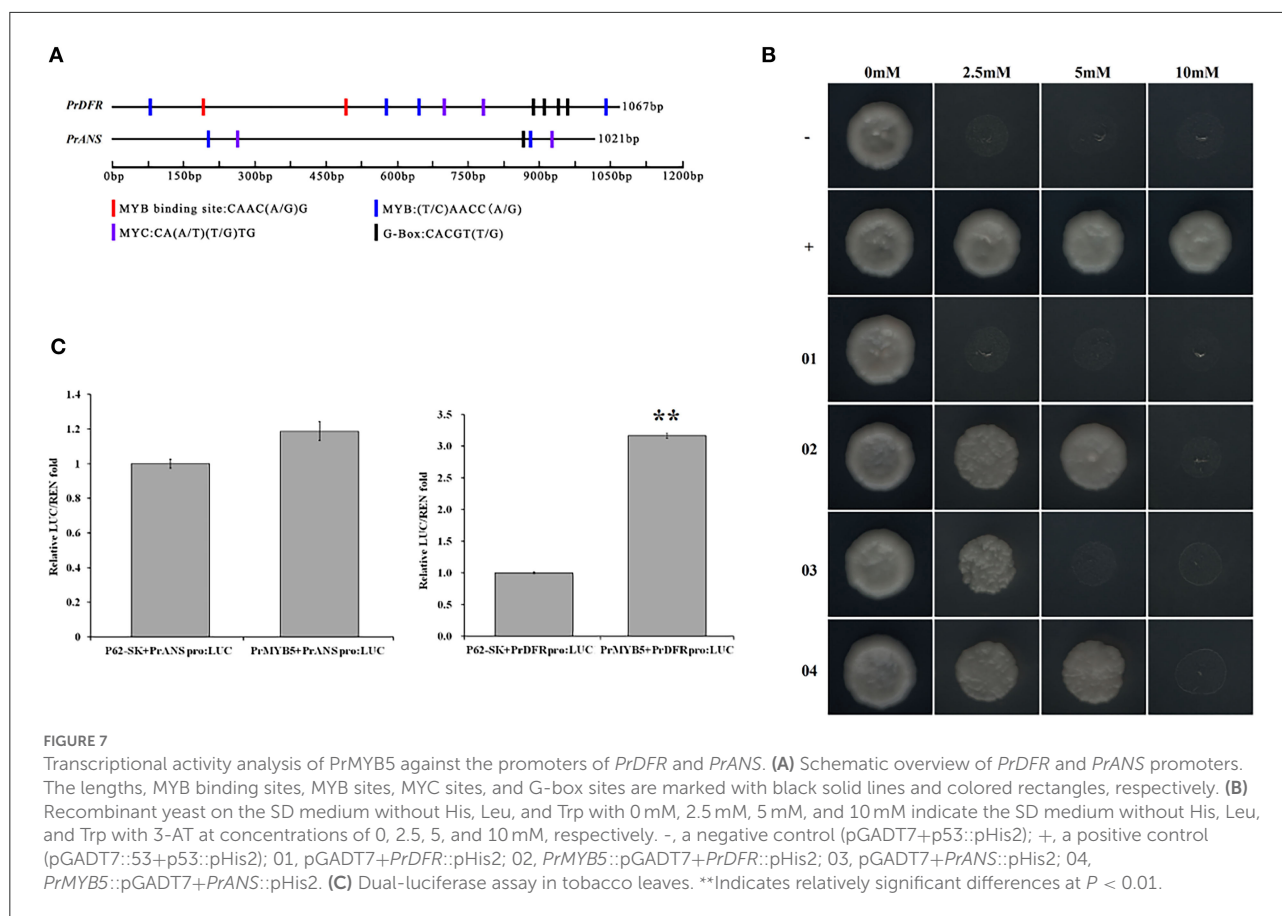 A
PrDFR
1067bp
PrANS
1021bp
0bp 150bp 300bp 450bp 600bp 750bp 900bp 1050bp 1200bp
MYB binding site:CAAC(A/G)G
MYB:(T/C)AACC(A/G)
MYC:CA(A/T)(T/G)TG
G-Box:CACGT(T/G)
B
0mM 2.5mM 5mM 10mM
-
+
01
02
03
04
C
Relative LUC/REN fold
1.4
1.2
1
0.8
0.6
0.4
0.2
0
P62-SK+PrANSpro:LUC PrMYB5+PrANSpro:LUC
Relative LUC/REN fold
3.5
3.0
2.5
2.0
1.5
1.0
0.5
0.0
**
P62-SK+PrDFRpro:LUC PrMYB5+PrDFRpro:LUC
FIGURE 7
Transcriptional activity analysis of PrMYB5 against the promoters of PrDFR and PrANS. (A) Schematic overview of PrDFR and PrANS promoters.
The lengths, MYB binding sites, MYB sites, MYC sites, and G-box sites are marked with black solid lines and colored rectangles, respectively. (B)
Recombinant yeast on the SD medium without His, Leu, and Trp with 0 mM, 2.5 mM, 5 mM, and 10 mM indicate the SD medium without His, Leu,
and Trp with 3-AT at concentrations of 0, 2.5, 5, and 10 mM, respectively. -, a negative control (pGADT7+p53::pHis2); +, a positive control
(pGADT7::53+p53::pHis2); 01, pGADT7+PrDFR::pHis2; 02, PrMYB5::pGADT7+PrDFR::pHis2; 03, pGADT7+PrANS::pHis2; 04,
PrMYB5::pGADT7+PrANS::pHis2. (C) Dual-luciferase assay in tobacco leaves. **Indicates relatively significant differences at P < 0.01.